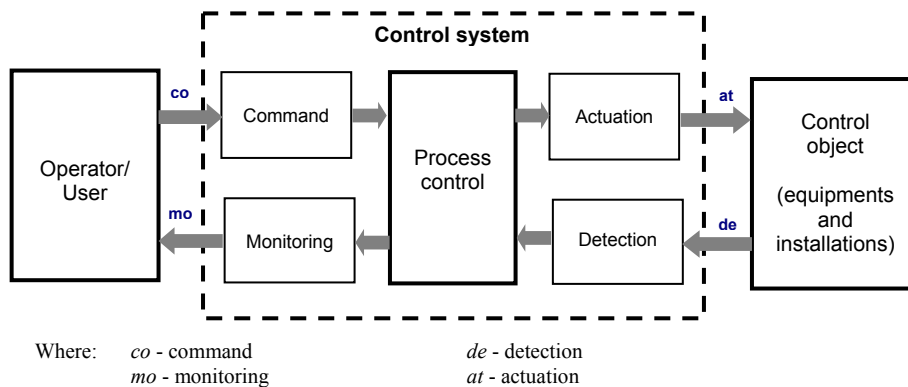 Control system
co
Command
Actuation
at
Operator/
User
Process
control
Control
object
(equipments
and
installations)
mo
Monitoring
Detection
de
Where: co - command de - detection
mo - monitoring at - actuation